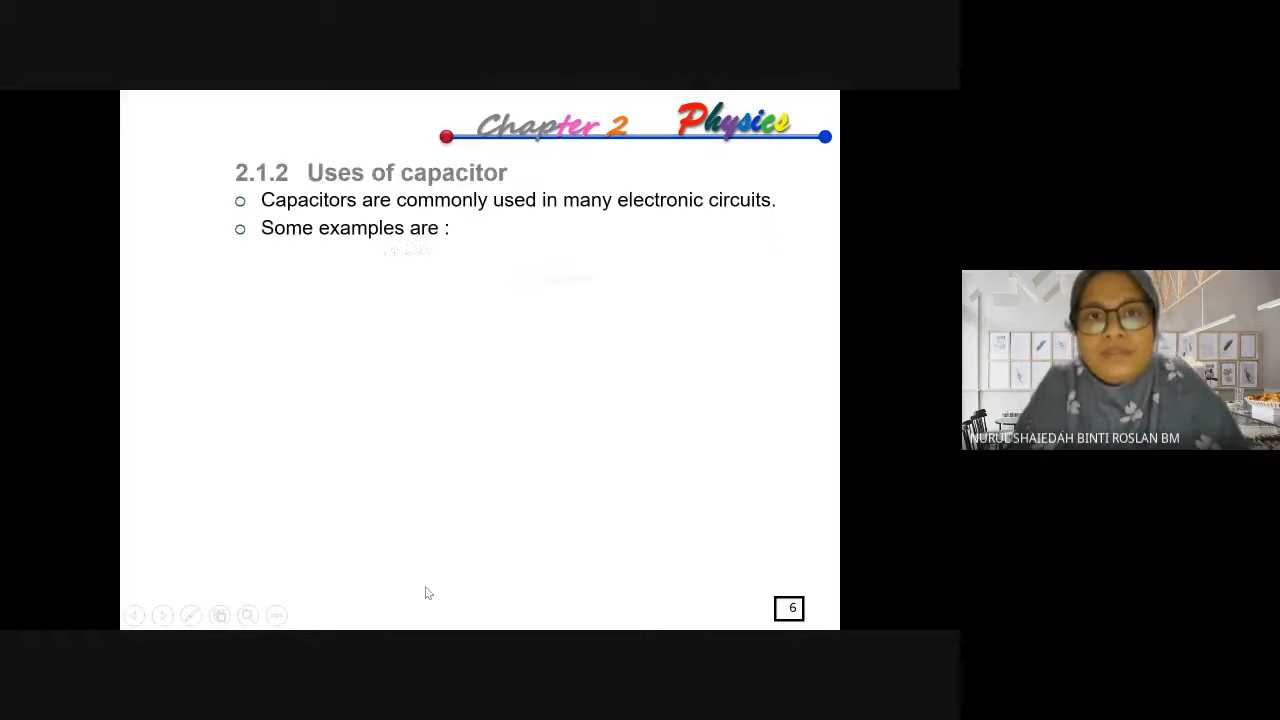 Chapter 2 Physics
2.1.2 Uses of capacitor
Capacitors are commonly used in many electronic circuits.
Some examples are :
NURUL SHAIEDAH BINTI ROSLAN BM
6